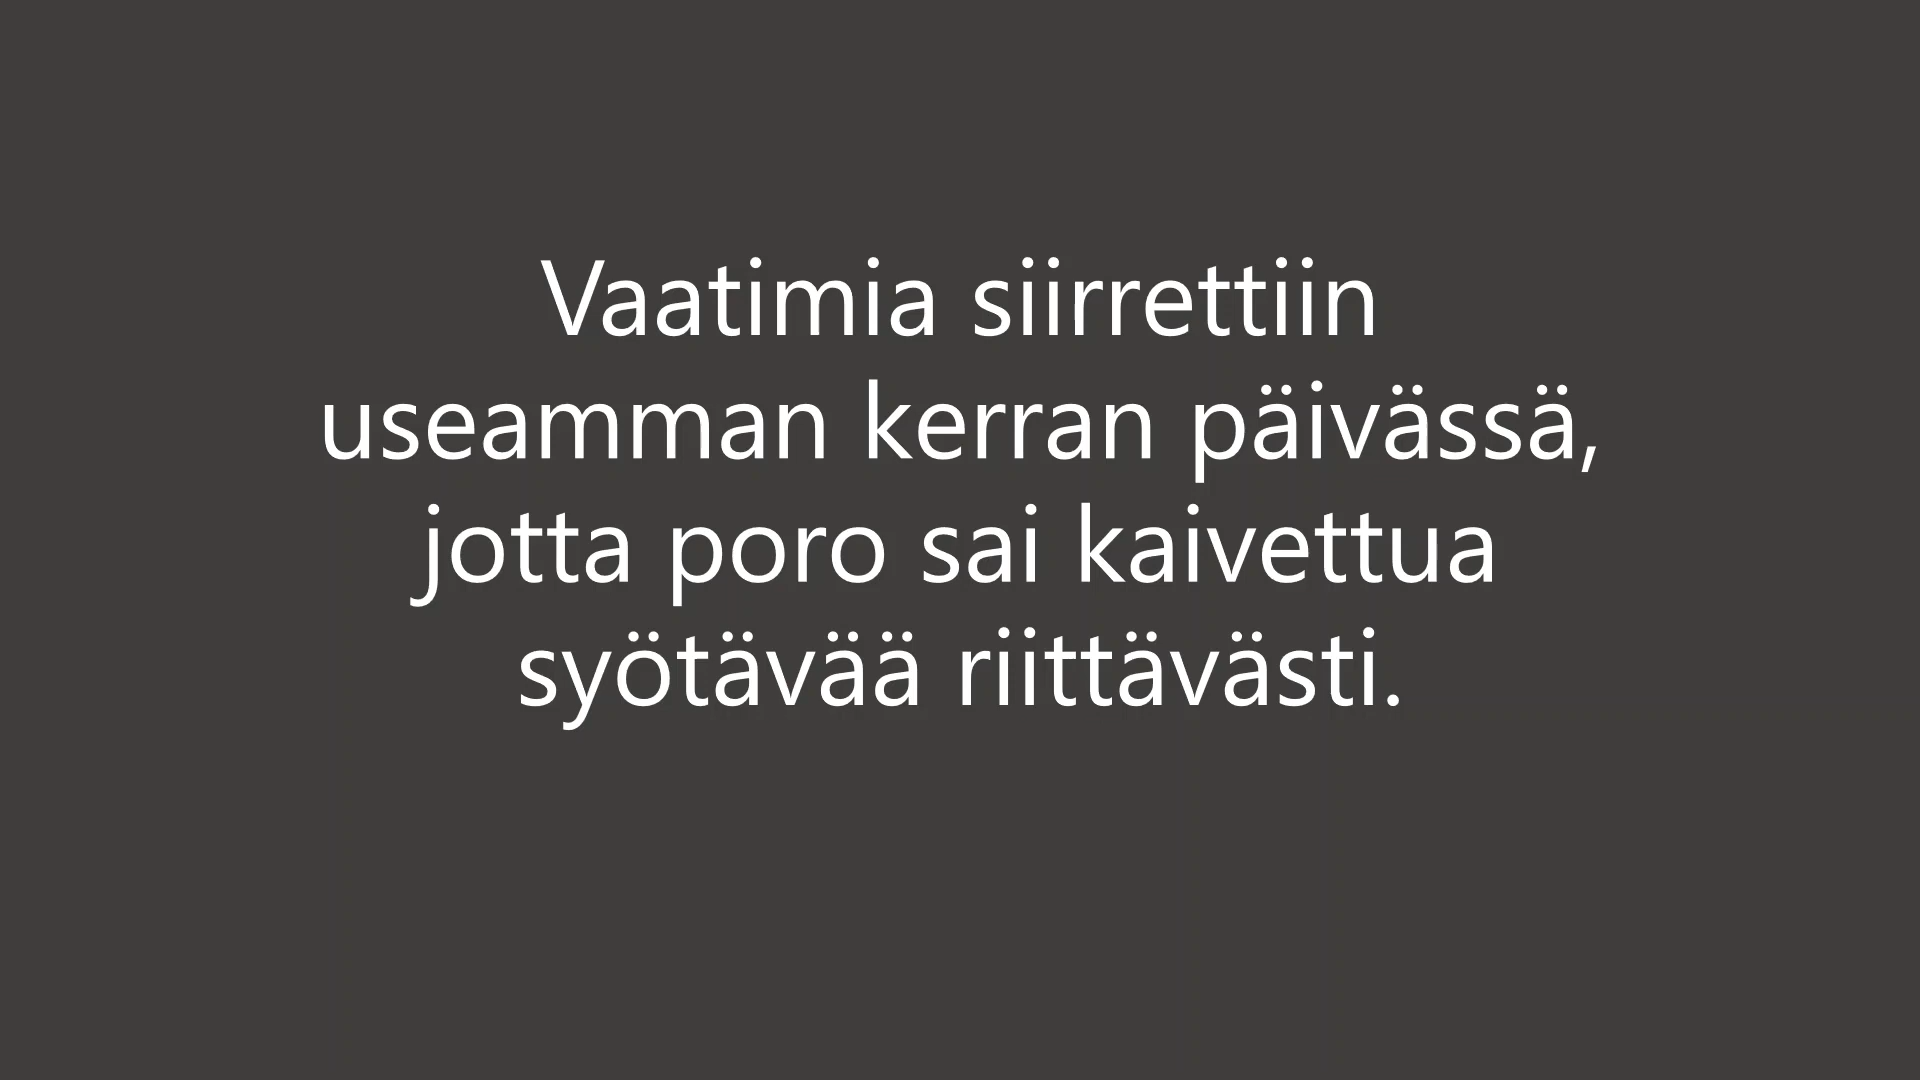 Vaatimia siirrettiin
useamman kerran päivässä,
jotta poro sai kaivettua
syötävää riittävästi.